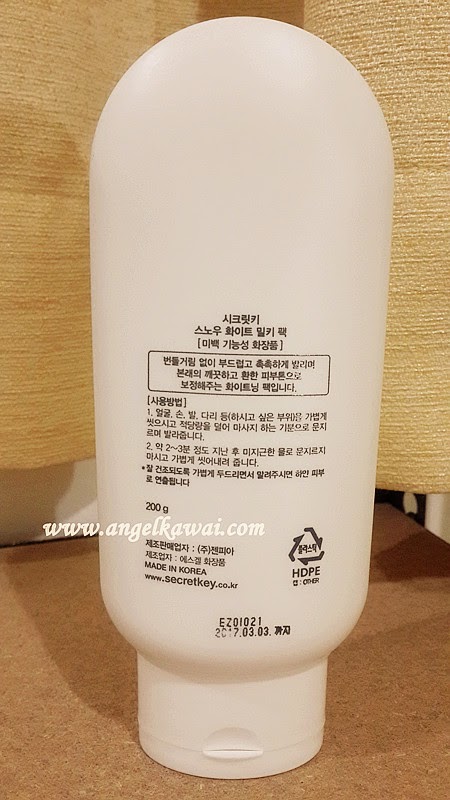 시크릿키
스노우 화이트 밀키 팩
[미백 기능성 화장품]
번들거림 없이 부드럽고 촉촉하게 발리며
본래의 깨끗하고 환한 피부톤으로
보정해주는 화이트닝 팩입니다.
[사용방법]
1. 얼굴, 손, 발, 다리 등(하시고 싶은 부위)를 가볍게
씻으시고 적당량을 덜어 마사지 하는 기분으로 문지
르며 발라줍니다.
2. 약 2~3분 정도 지난 후 미지근한 물로 문지르지
마시고 가볍게 씻어내려 줍니다.
*잘 건조되도록 가볍게 두드리면서 말려주시면 하얀 피부
로 연출됩니다
200 g
www.angelkawai.com
제조판매업자 : (주)젠피아
제조업자 : 에스겔 화장품
MADE IN KOREA
www.secretkey.co.kr
플라스틱
HDPE
캡 : OTHER
EZ01021
2017.03.03. 까지